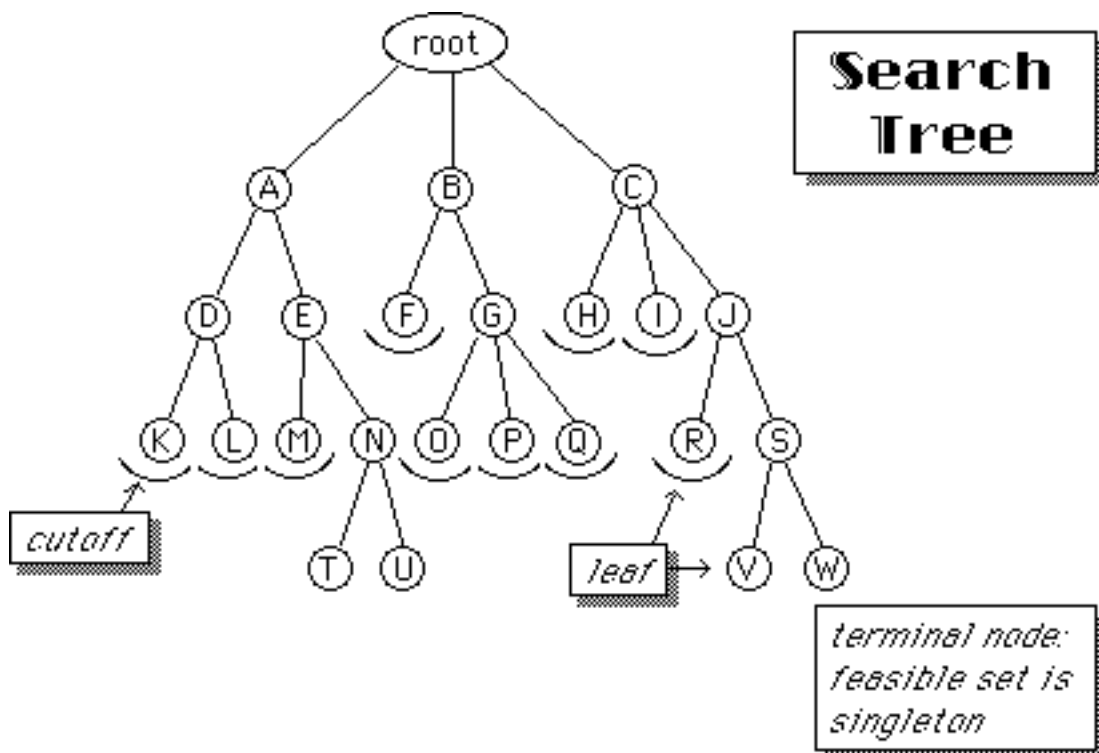 root
Search
Tree
A B C
D E F G H I J
K L M N O P Q R S
cutoff
T U leaf V W
terminal node:
feasible set is
singleton